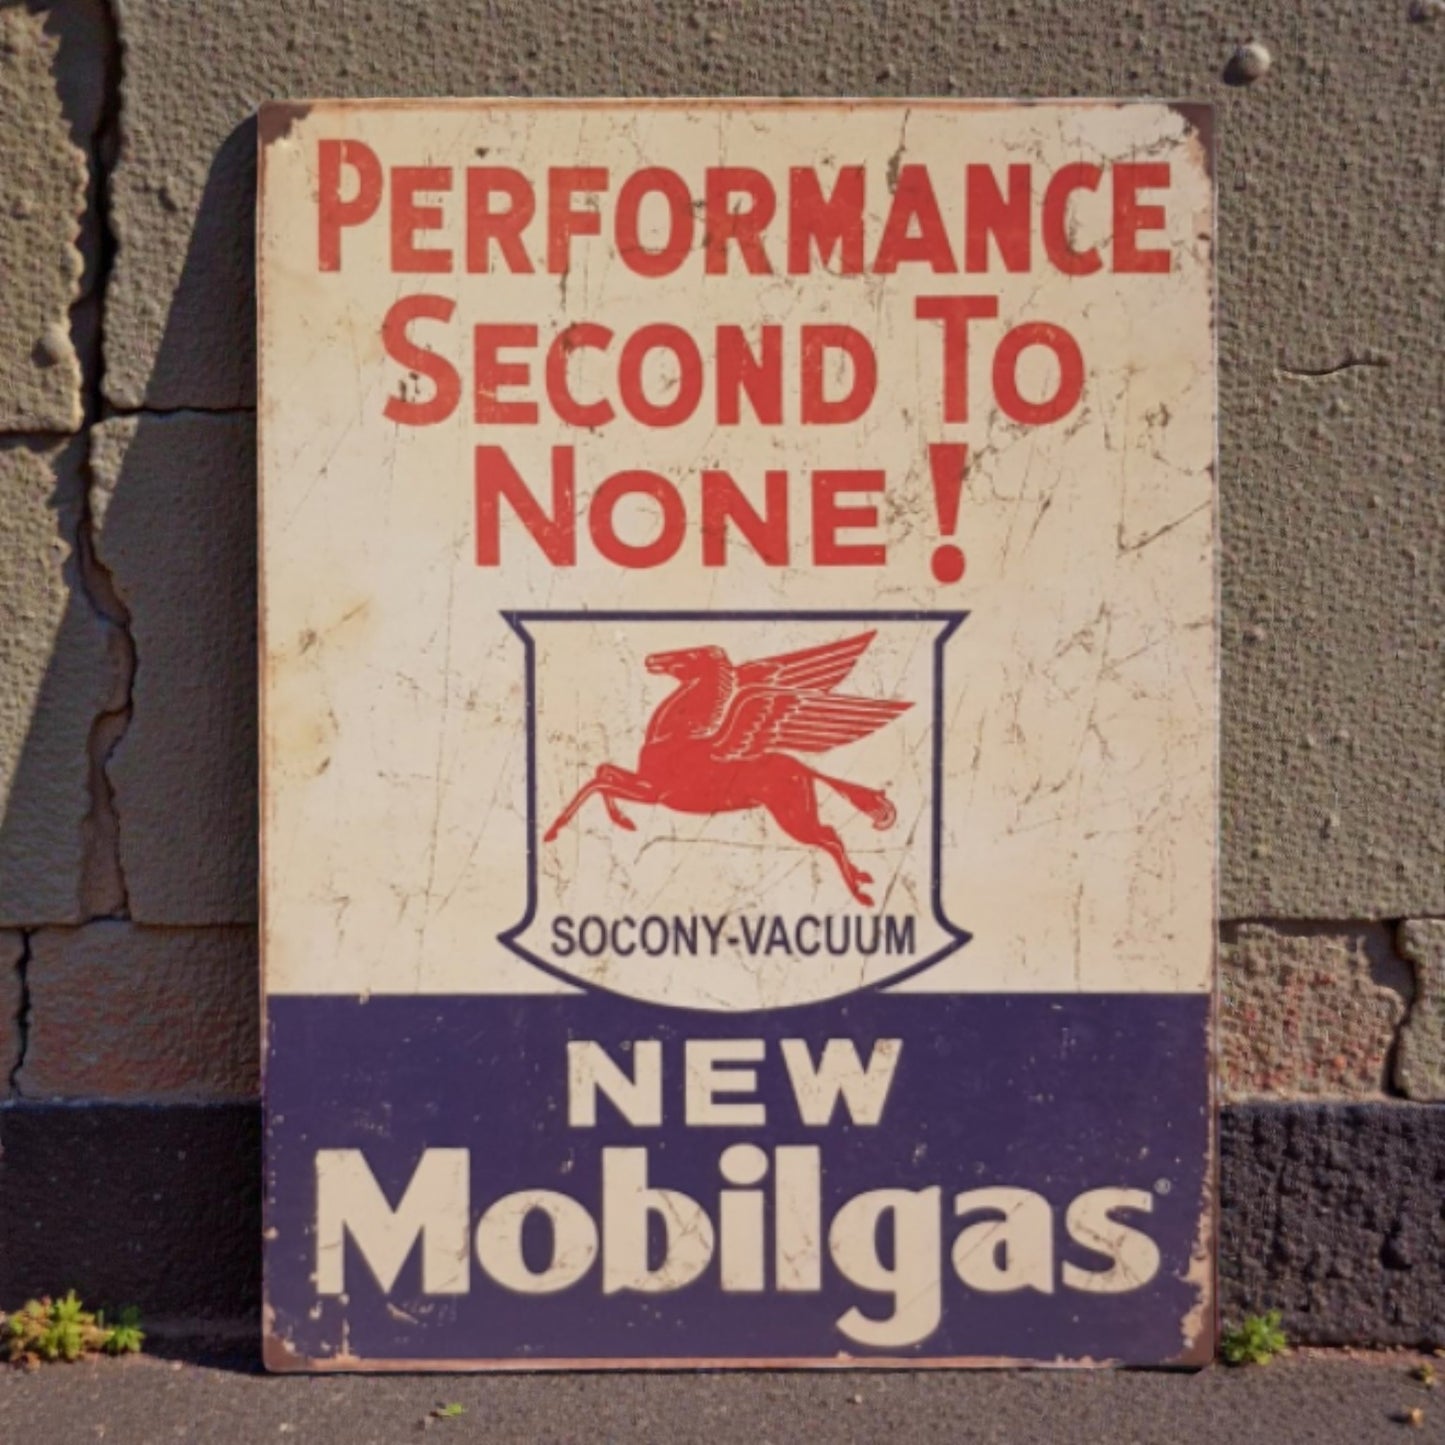 PERFORMANCE
SECOND TO
NONE!
SOCONY-VACUUM
NEW
Mobilgas®